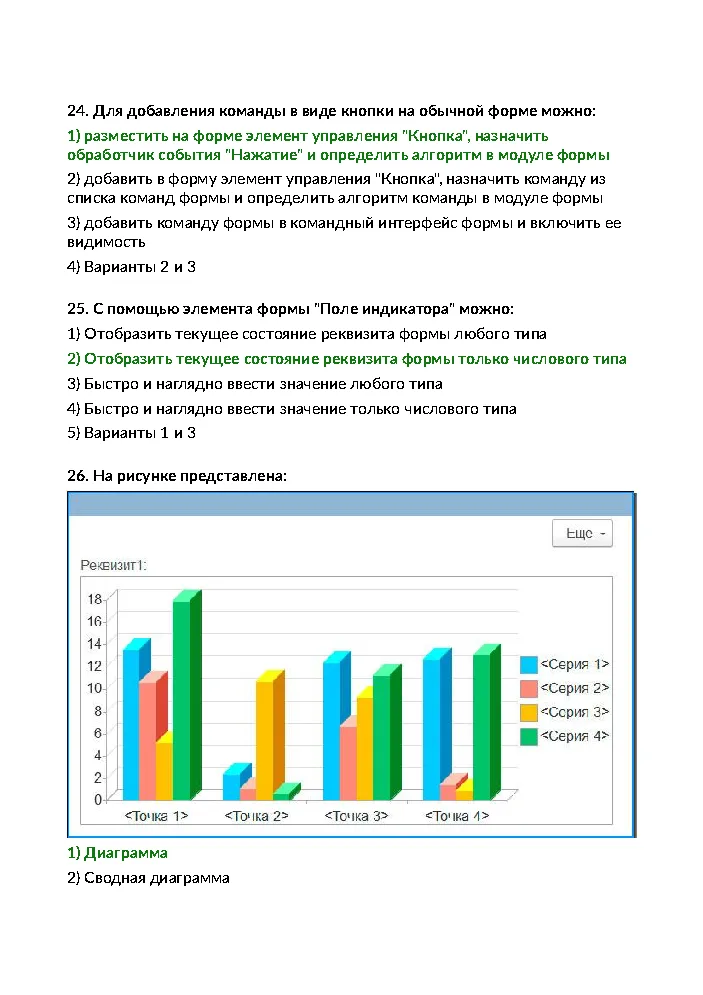 24. Для добавления команды в виде кнопки на обычной форме можно:
1) разместить на форме элемент управления "Кнопка", назначить
обработчик события "Нажатие" и определить алгоритм в модуле формы
2) добавить в форму элемент управления "Кнопка", назначить команду из
списка команд формы и определить алгоритм команды в модуле формы
3) добавить команду формы в командный интерфейс формы и включить ее
видимость
4) Варианты 2 и 3
25. С помощью элемента формы "Поле индикатора" можно:
1) Отобразить текущее состояние реквизита формы любого типа
2) Отобразить текущее состояние реквизита формы только числового типа
3) Быстро и наглядно ввести значение любого типа
4) Быстро и наглядно ввести значение только числового типа
5) Варианты 1 и 3
26. На рисунке представлена:
Еще
Реквизит1:
18
16
14
12
10
8
6
4
2
0
<Серия 1>
<Серия 2>
<Серия 3>
<Серия 4>
<Точка 1> <Точка 2> <Точка 3> <Точка 4>
1) Диаграмма
2) Сводная диаграмма